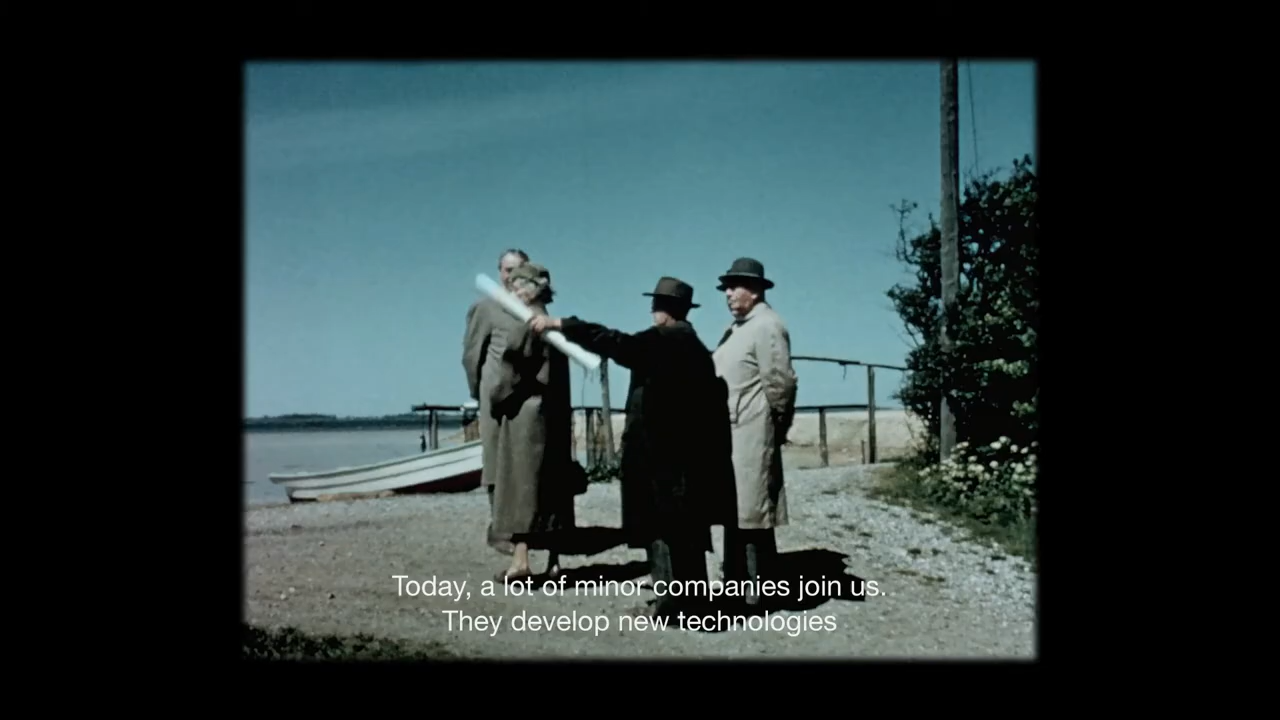 Today, a lot of minor companies join us.
They develop new technologies